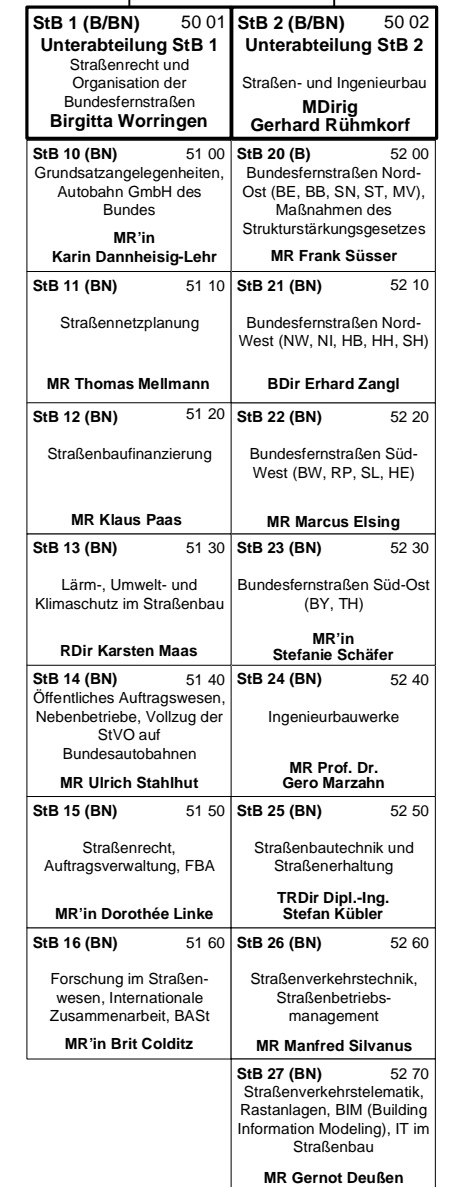 StB 1 (B/BN) 50 01
Unterabteilung StB 1
Straßenrecht und
Organisation der
Bundesfernstraßen
Birgitta Worringen
StB 10 (BN) 51 00
Grundsatzangelegenheiten,
Autobahn GmbH des
Bundes
MR'in
Karin Dannheisig-Lehr
StB 11 (BN) 51 10
Straßennetzplanung
MR Thomas Mellmann
StB 12 (BN) 51 20
Straßenbaufinanzierung
MR Klaus Paas
StB 13 (BN) 51 30
Lärm-, Umwelt- und
Klimaschutz im Straßenbau
RDir Karsten Maas
StB 14 (BN) 51 40
Öffentliches Auftragswesen,
Nebenbetriebe, Vollzug der
StVO auf
Bundesautobahnen
MR Ulrich Stahlhut
StB 15 (BN) 51 50
Straßenrecht,
Auftragsverwaltung, FBA
MR'in Dorothée Linke
StB 16 (BN) 51 60
Forschung im Straßen-
wesen, Internationale
Zusammenarbeit, BASt
MR'in Brit Colditz
StB 2 (B/BN) 50 02
Unterabteilung StB 2
Straßen- und Ingenieurbau
MDirig
Gerhard Rühmkorf
StB 20 (B) 52 00
Bundesfernstraßen Nord-
Ost (BE, BB, SN, ST, MV),
Maßnahmen des
Strukturstärkungsgesetzes
MR Frank Süsser
StB 21 (BN) 52 10
Bundesfernstraßen Nord-
West (NW, NI, HB, HH, SH)
BDir Erhard Zangl
StB 22 (BN) 52 20
Bundesfernstraßen Süd-
West (BW, RP, SL, HE)
MR Marcus Elsing
StB 23 (BN) 52 30
Bundesfernstraßen Süd-Ost
(BY, TH)
MR'in
Stefanie Schäfer
StB 24 (BN) 52 40
Ingenieurbauwerke
MR Prof. Dr.
Gero Marzahn
StB 25 (BN) 52 50
Straßenbautechnik und
Straßenerhaltung
TRDir Dipl.-Ing.
Stefan Kübler
StB 26 (BN) 52 60
Straßenverkehrstechnik,
Straßenbetriebs-
management
MR Manfred Silvanus
StB 27 (BN) 52 70
Straßenverkehrstelematik,
Rastanlagen, BIM (Building
Information Modeling), IT im
Straßenbau
MR Gernot Deußen